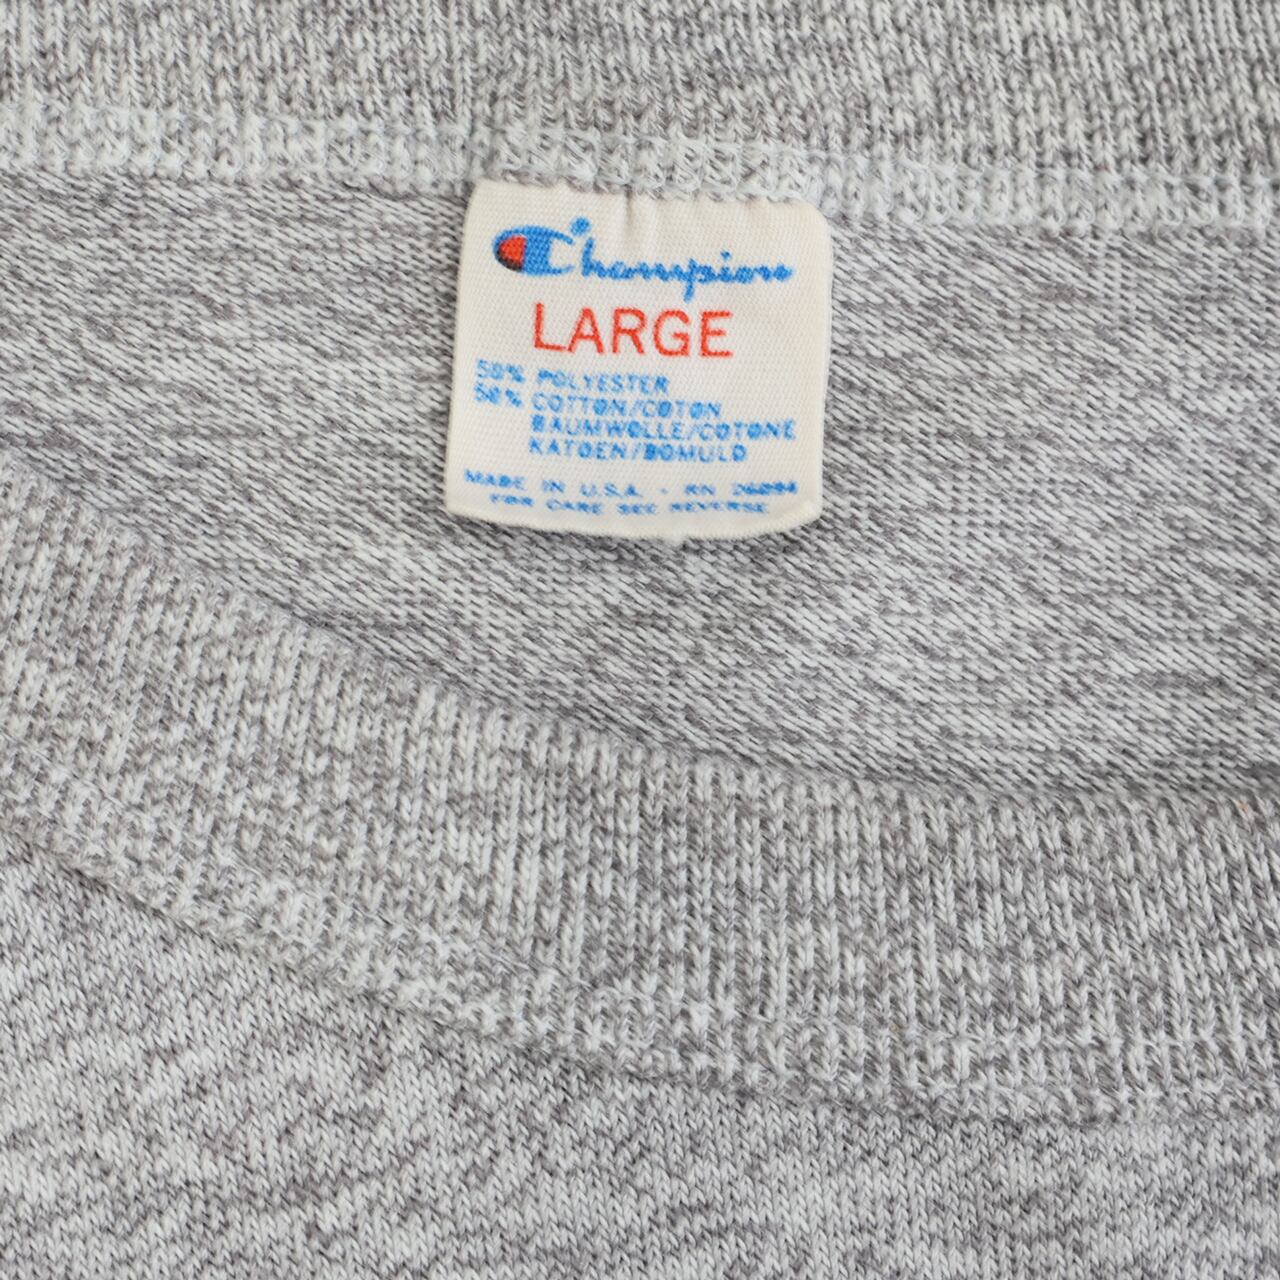 Champion
LARGE
50% POLYESTER
50% COTTON/COTON
BAUMWOLLE/COTONE
KATOEN/BOMULD
MADE IN U.S.A. - RN 26094
FOR CARE SEE REVERSE